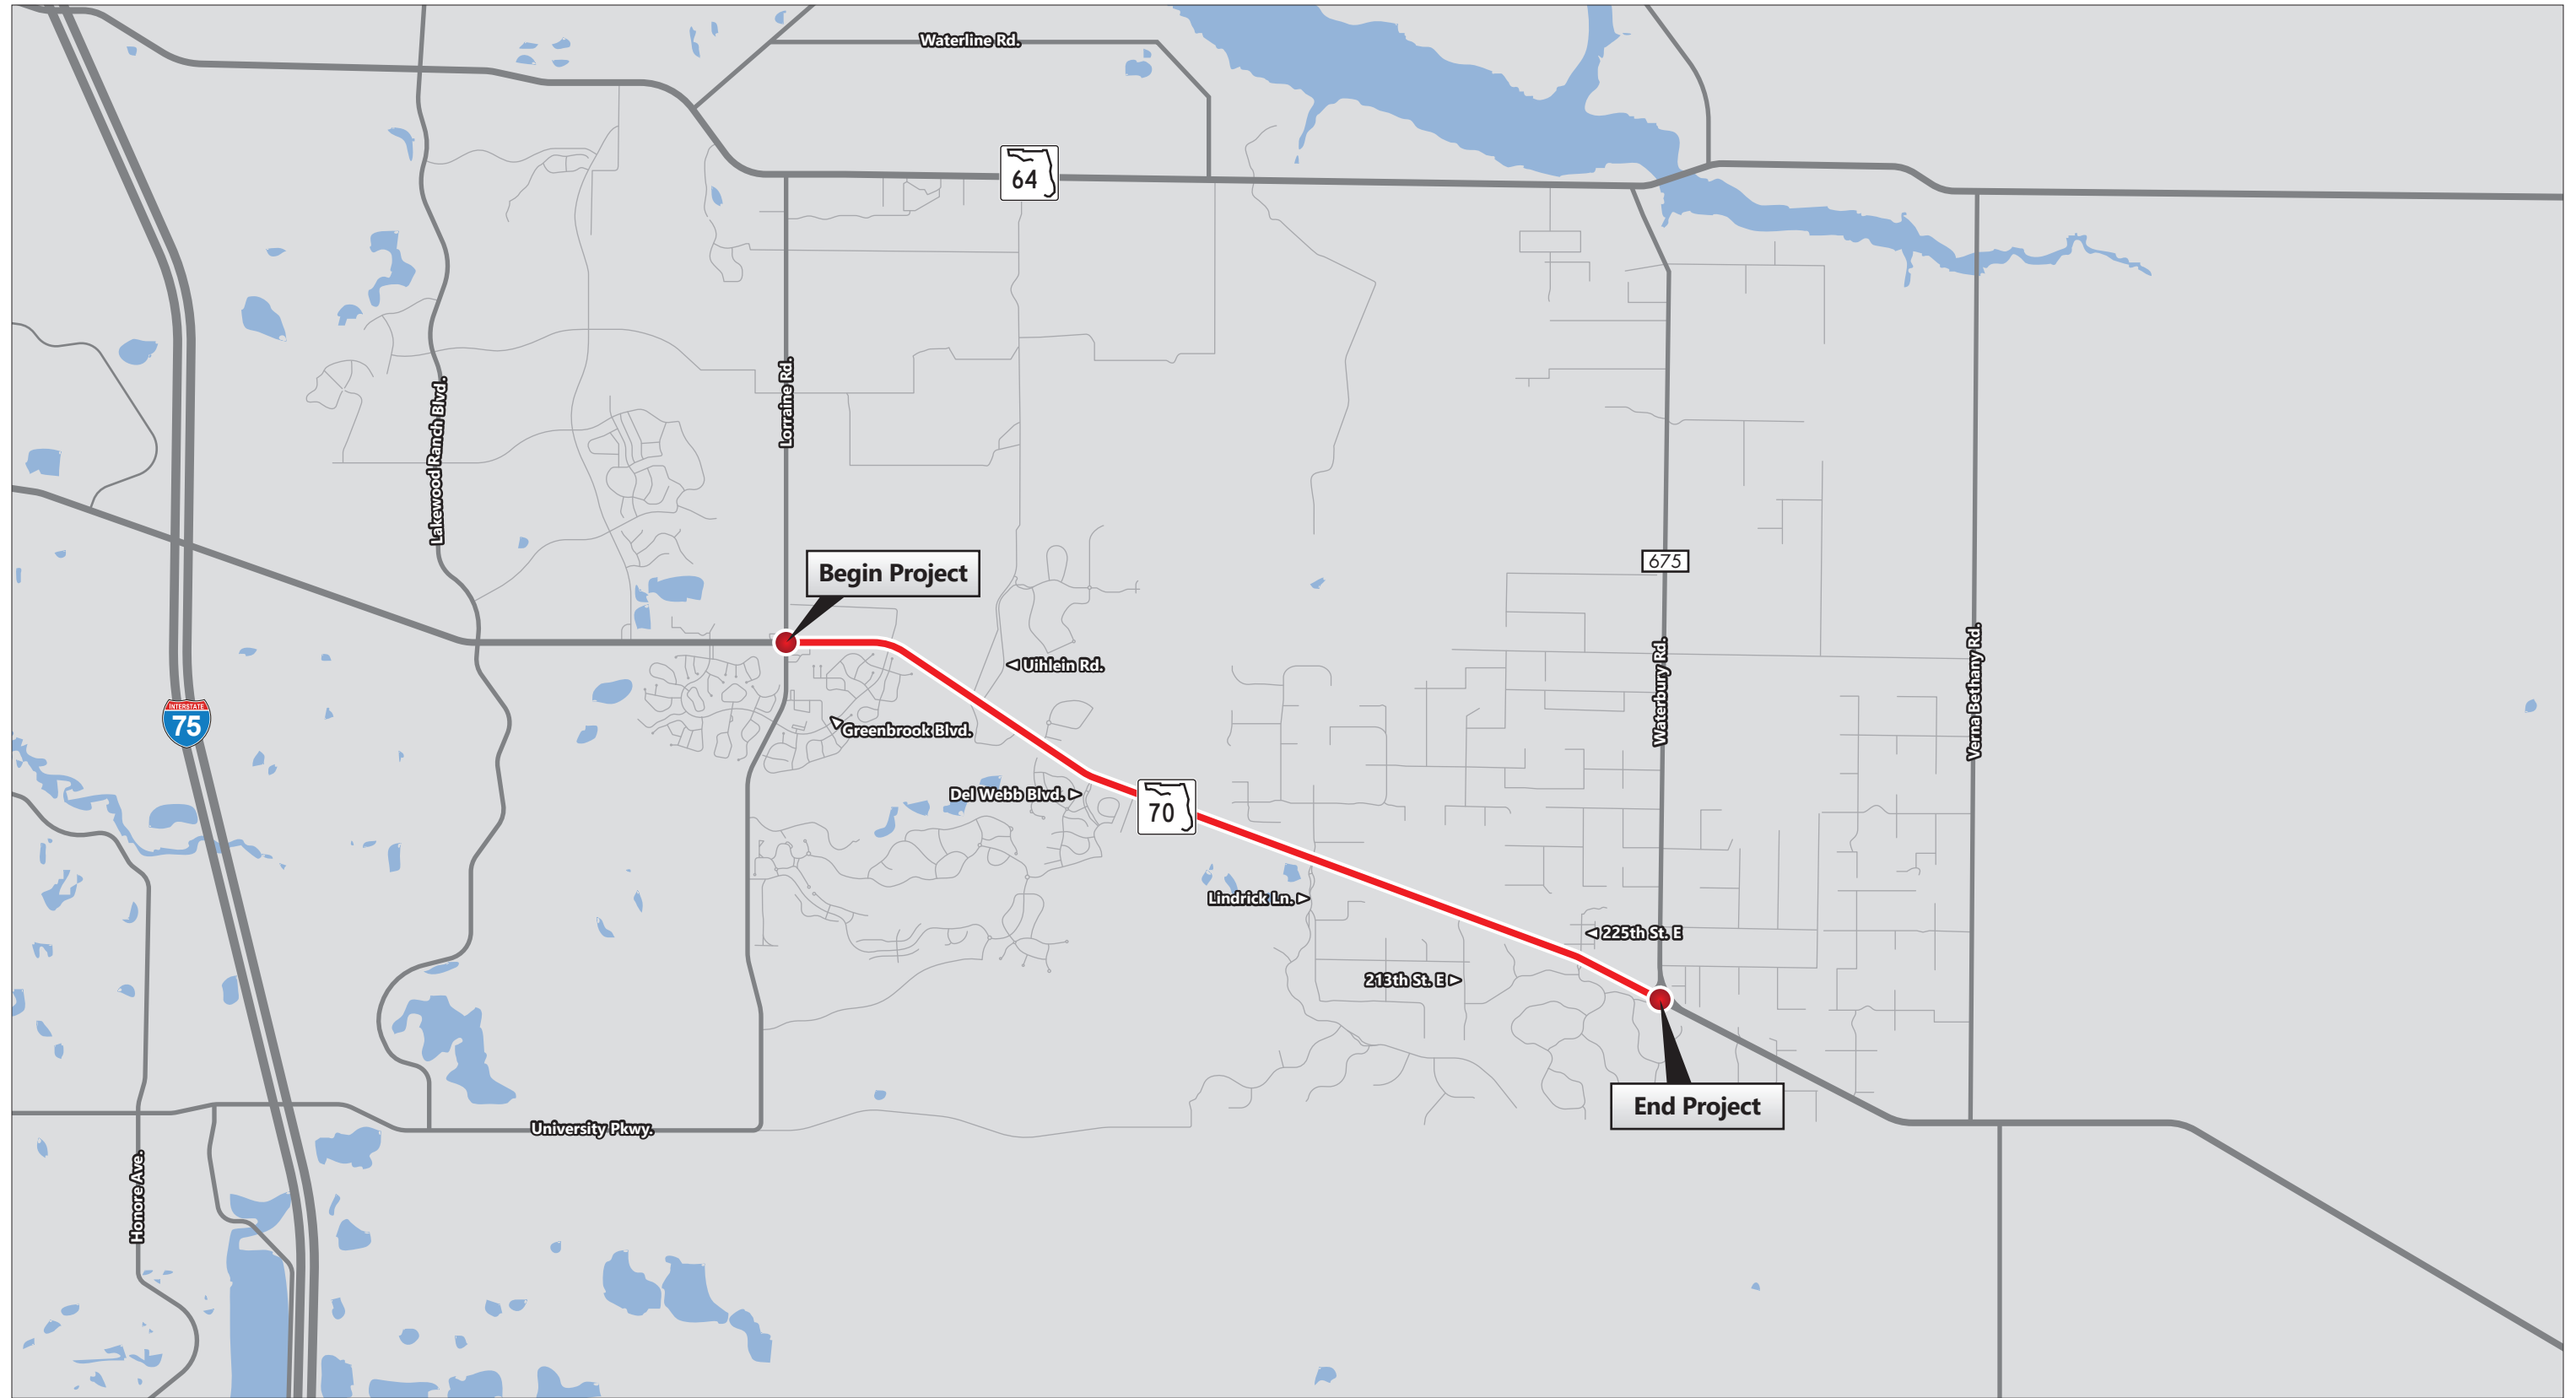 Waterline Rd.
64
Lorraine Rd.
Lakewood Ranch Blvd.
Begin Project
675
Uihlein Rd.
Waterbury Rd.
Verna Bethany Rd.
INTERSTATE
75
Greenbrook Blvd.
Del Webb Blvd.
70
Lindrick Ln.
225th St. E
213th St. E
End Project
University Pkwy.
Honore Ave.